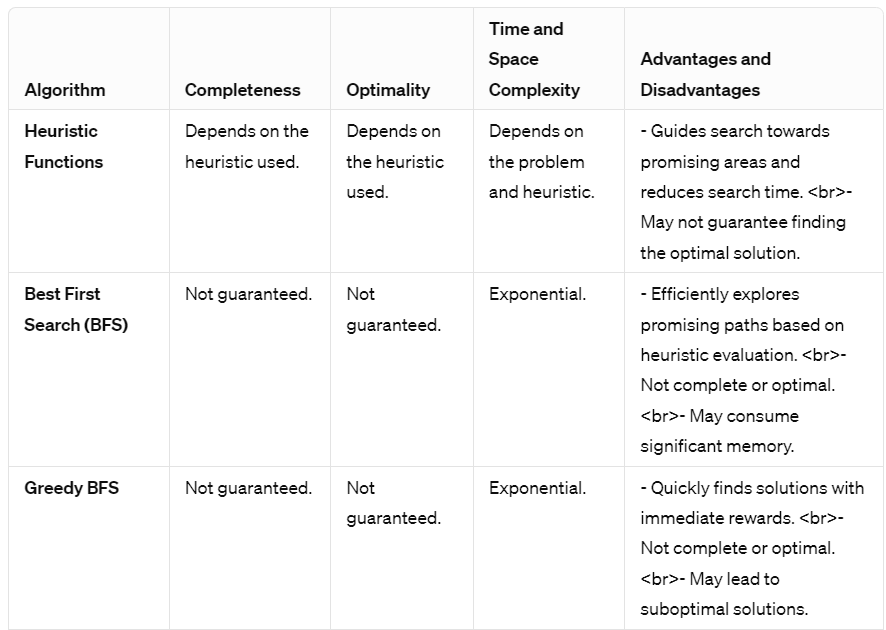 Algorithm
Completeness
Optimality
Time and
Space
Complexity
Advantages and
Disadvantages
Heuristic
Functions
Depends on the
heuristic used.
Depends on
the heuristic
used.
Depends on
the problem
and heuristic.
- Guides search towards
promising areas and
reduces search time. <br>-
May not guarantee finding
the optimal solution.
Best First
Search (BFS)
Not guaranteed.
Not
guaranteed.
Exponential.
- Efficiently explores
promising paths based on
heuristic evaluation. <br>-
Not complete or optimal.
<br>- May consume
significant memory.
Greedy BFS
Not guaranteed.
Not
guaranteed.
Exponential.
- Quickly finds solutions with
immediate rewards. <br>-
Not complete or optimal.
<br>- May lead to
suboptimal solutions.